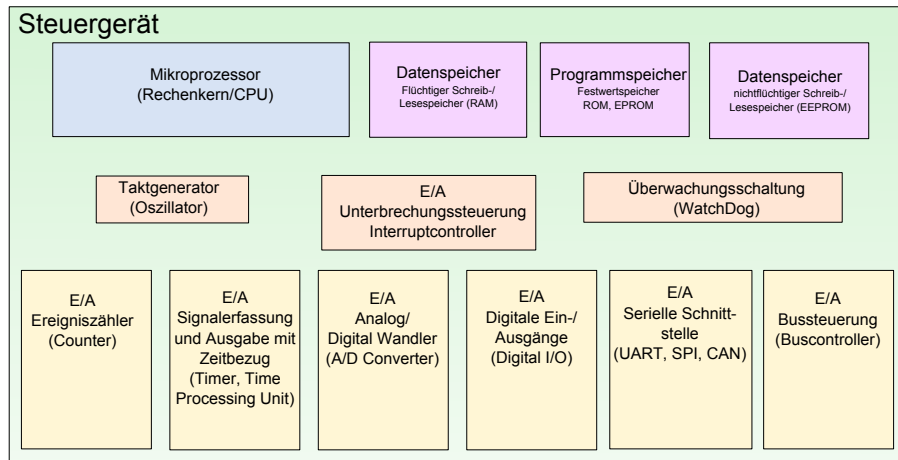 Steuergerät
Mikroprozessor
(Rechenkern/CPU)
Datenspeicher
Flüchtiger Schreib-/
Lesespeicher (RAM)
Programmspeicher
Festwertspeicher
ROM, EPROM
Datenspeicher
nichtflüchtiger Schreib-/
Lesespeicher (EEPROM)
Taktgenerator
(Oszillator)
E/A
Unterbrechungssteuerung
Interruptcontroller
Überwachungsschaltung
(WatchDog)
E/A
Ereigniszähler
(Counter)
E/A
Signalerfassung
und Ausgabe mit
Zeitbezug
(Timer, Time
Processing Unit)
E/A
Analog/
Digital Wandler
(A/D Converter)
E/A
Digitale Ein-/
Ausgänge
(Digital I/O)
E/A
Serielle Schnitt-
stelle
(UART, SPI, CAN)
E/A
Bussteuerung
(Buscontroller)